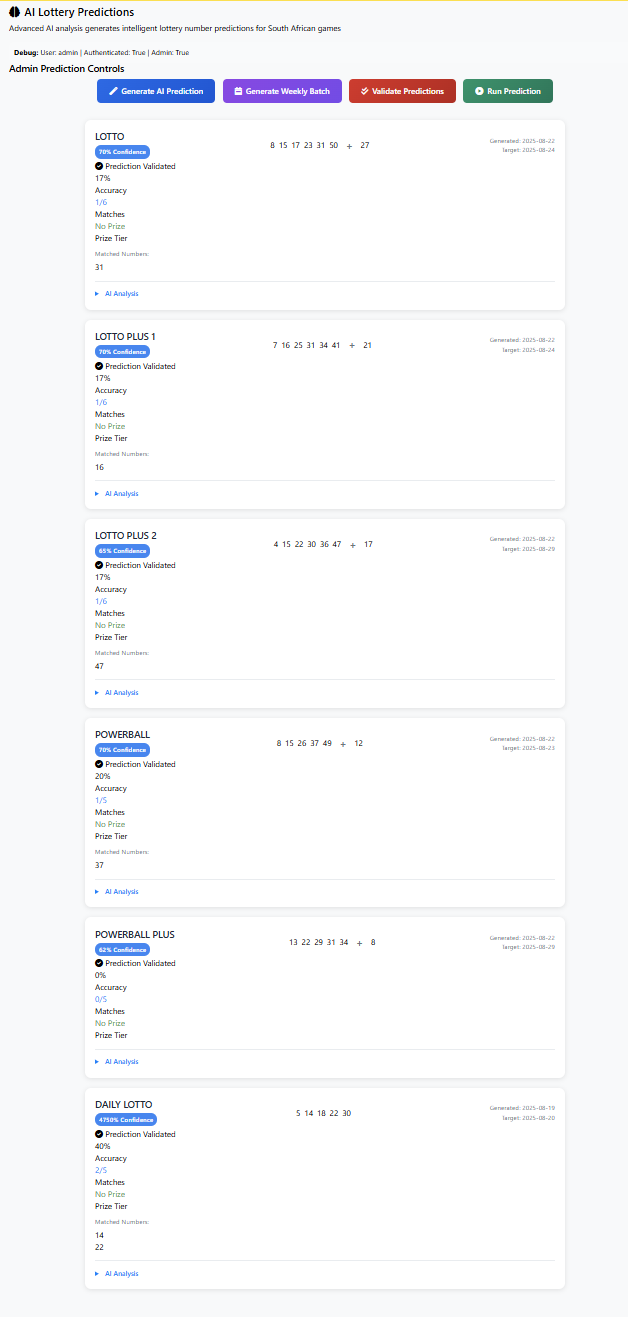 AI Lottery Predictions
Advanced AI analysis generates intelligent lottery number predictions for South African games
Debug: User: admin | Authenticated: True | Admin: True
Admin Prediction Controls
Generate AI Prediction Generate Weekly Batch Validate Predictions Run Prediction
LOTTO
70% Confidence
8 15 17 23 31 50 + 27
Generated: 2025-08-22
Target: 2025-08-24
Prediction Validated
17%
Accuracy
1/6
Matches
No Prize
Prize Tier
Matched Numbers:
31
AI Analysis
LOTTO PLUS 1
70% Confidence
7 16 25 31 34 41 + 21
Generated: 2025-08-22
Target: 2025-08-24
Prediction Validated
17%
Accuracy
1/6
Matches
No Prize
Prize Tier
Matched Numbers:
16
AI Analysis
LOTTO PLUS 2
65% Confidence
4 15 22 30 36 47 + 17
Generated: 2025-08-22
Target: 2025-08-29
Prediction Validated
17%
Accuracy
1/6
Matches
No Prize
Prize Tier
Matched Numbers:
47
AI Analysis
POWERBALL
70% Confidence
8 15 26 37 49 + 12
Generated: 2025-08-22
Target: 2025-08-23
Prediction Validated
20%
Accuracy
1/5
Matches
No Prize
Prize Tier
Matched Numbers:
37
AI Analysis
POWERBALL PLUS
62% Confidence
13 22 29 31 34 + 8
Generated: 2025-08-22
Target: 2025-08-29
Prediction Validated
0%
Accuracy
0/5
Matches
No Prize
Prize Tier
AI Analysis
DAILY LOTTO
4750% Confidence
5 14 18 22 30
Generated: 2025-08-19
Target: 2025-08-20
Prediction Validated
40%
Accuracy
2/5
Matches
No Prize
Prize Tier
Matched Numbers:
14
22
AI Analysis